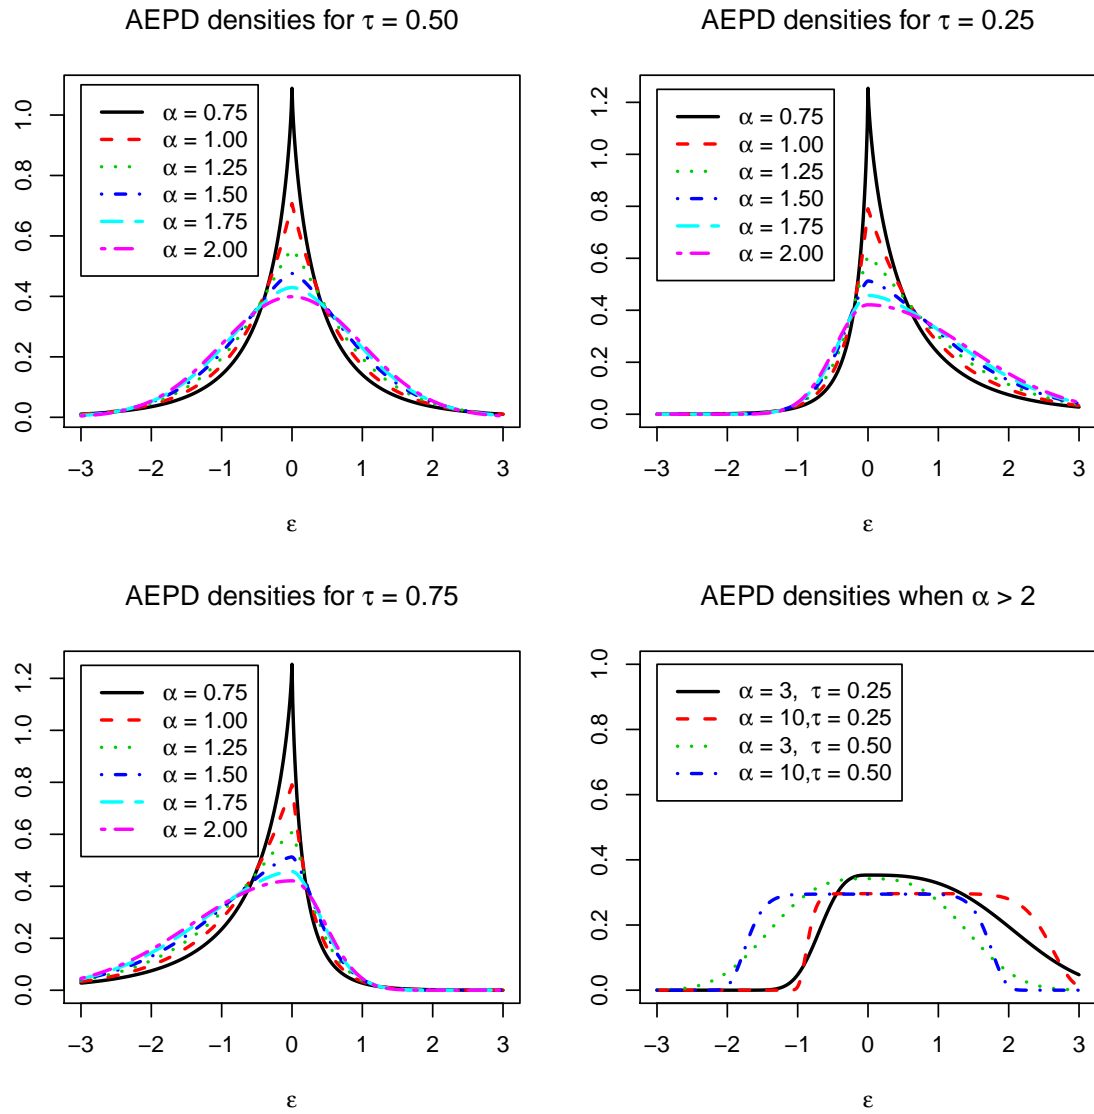 AEPD densities for τ = 0.50
0.0 0.2 0.4 0.6 0.8 1.0
α = 0.75
α = 1.00
α = 1.25
α = 1.50
α = 1.75
α = 2.00
−3 −2 −1 0 1 2 3
ε
AEPD densities for τ = 0.25
0.0 0.2 0.4 0.6 0.8 1.0 1.2
α = 0.75
α = 1.00
α = 1.25
α = 1.50
α = 1.75
α = 2.00
−3 −2 −1 0 1 2 3
ε
AEPD densities for τ = 0.75
0.0 0.2 0.4 0.6 0.8 1.0 1.2
α = 0.75
α = 1.00
α = 1.25
α = 1.50
α = 1.75
α = 2.00
−3 −2 −1 0 1 2 3
ε
AEPD densities when α > 2
0.0 0.2 0.4 0.6 0.8 1.0
α = 3, τ = 0.25
α = 10,τ = 0.25
α = 3, τ = 0.50
α = 10,τ = 0.50
−3 −2 −1 0 1 2 3
ε